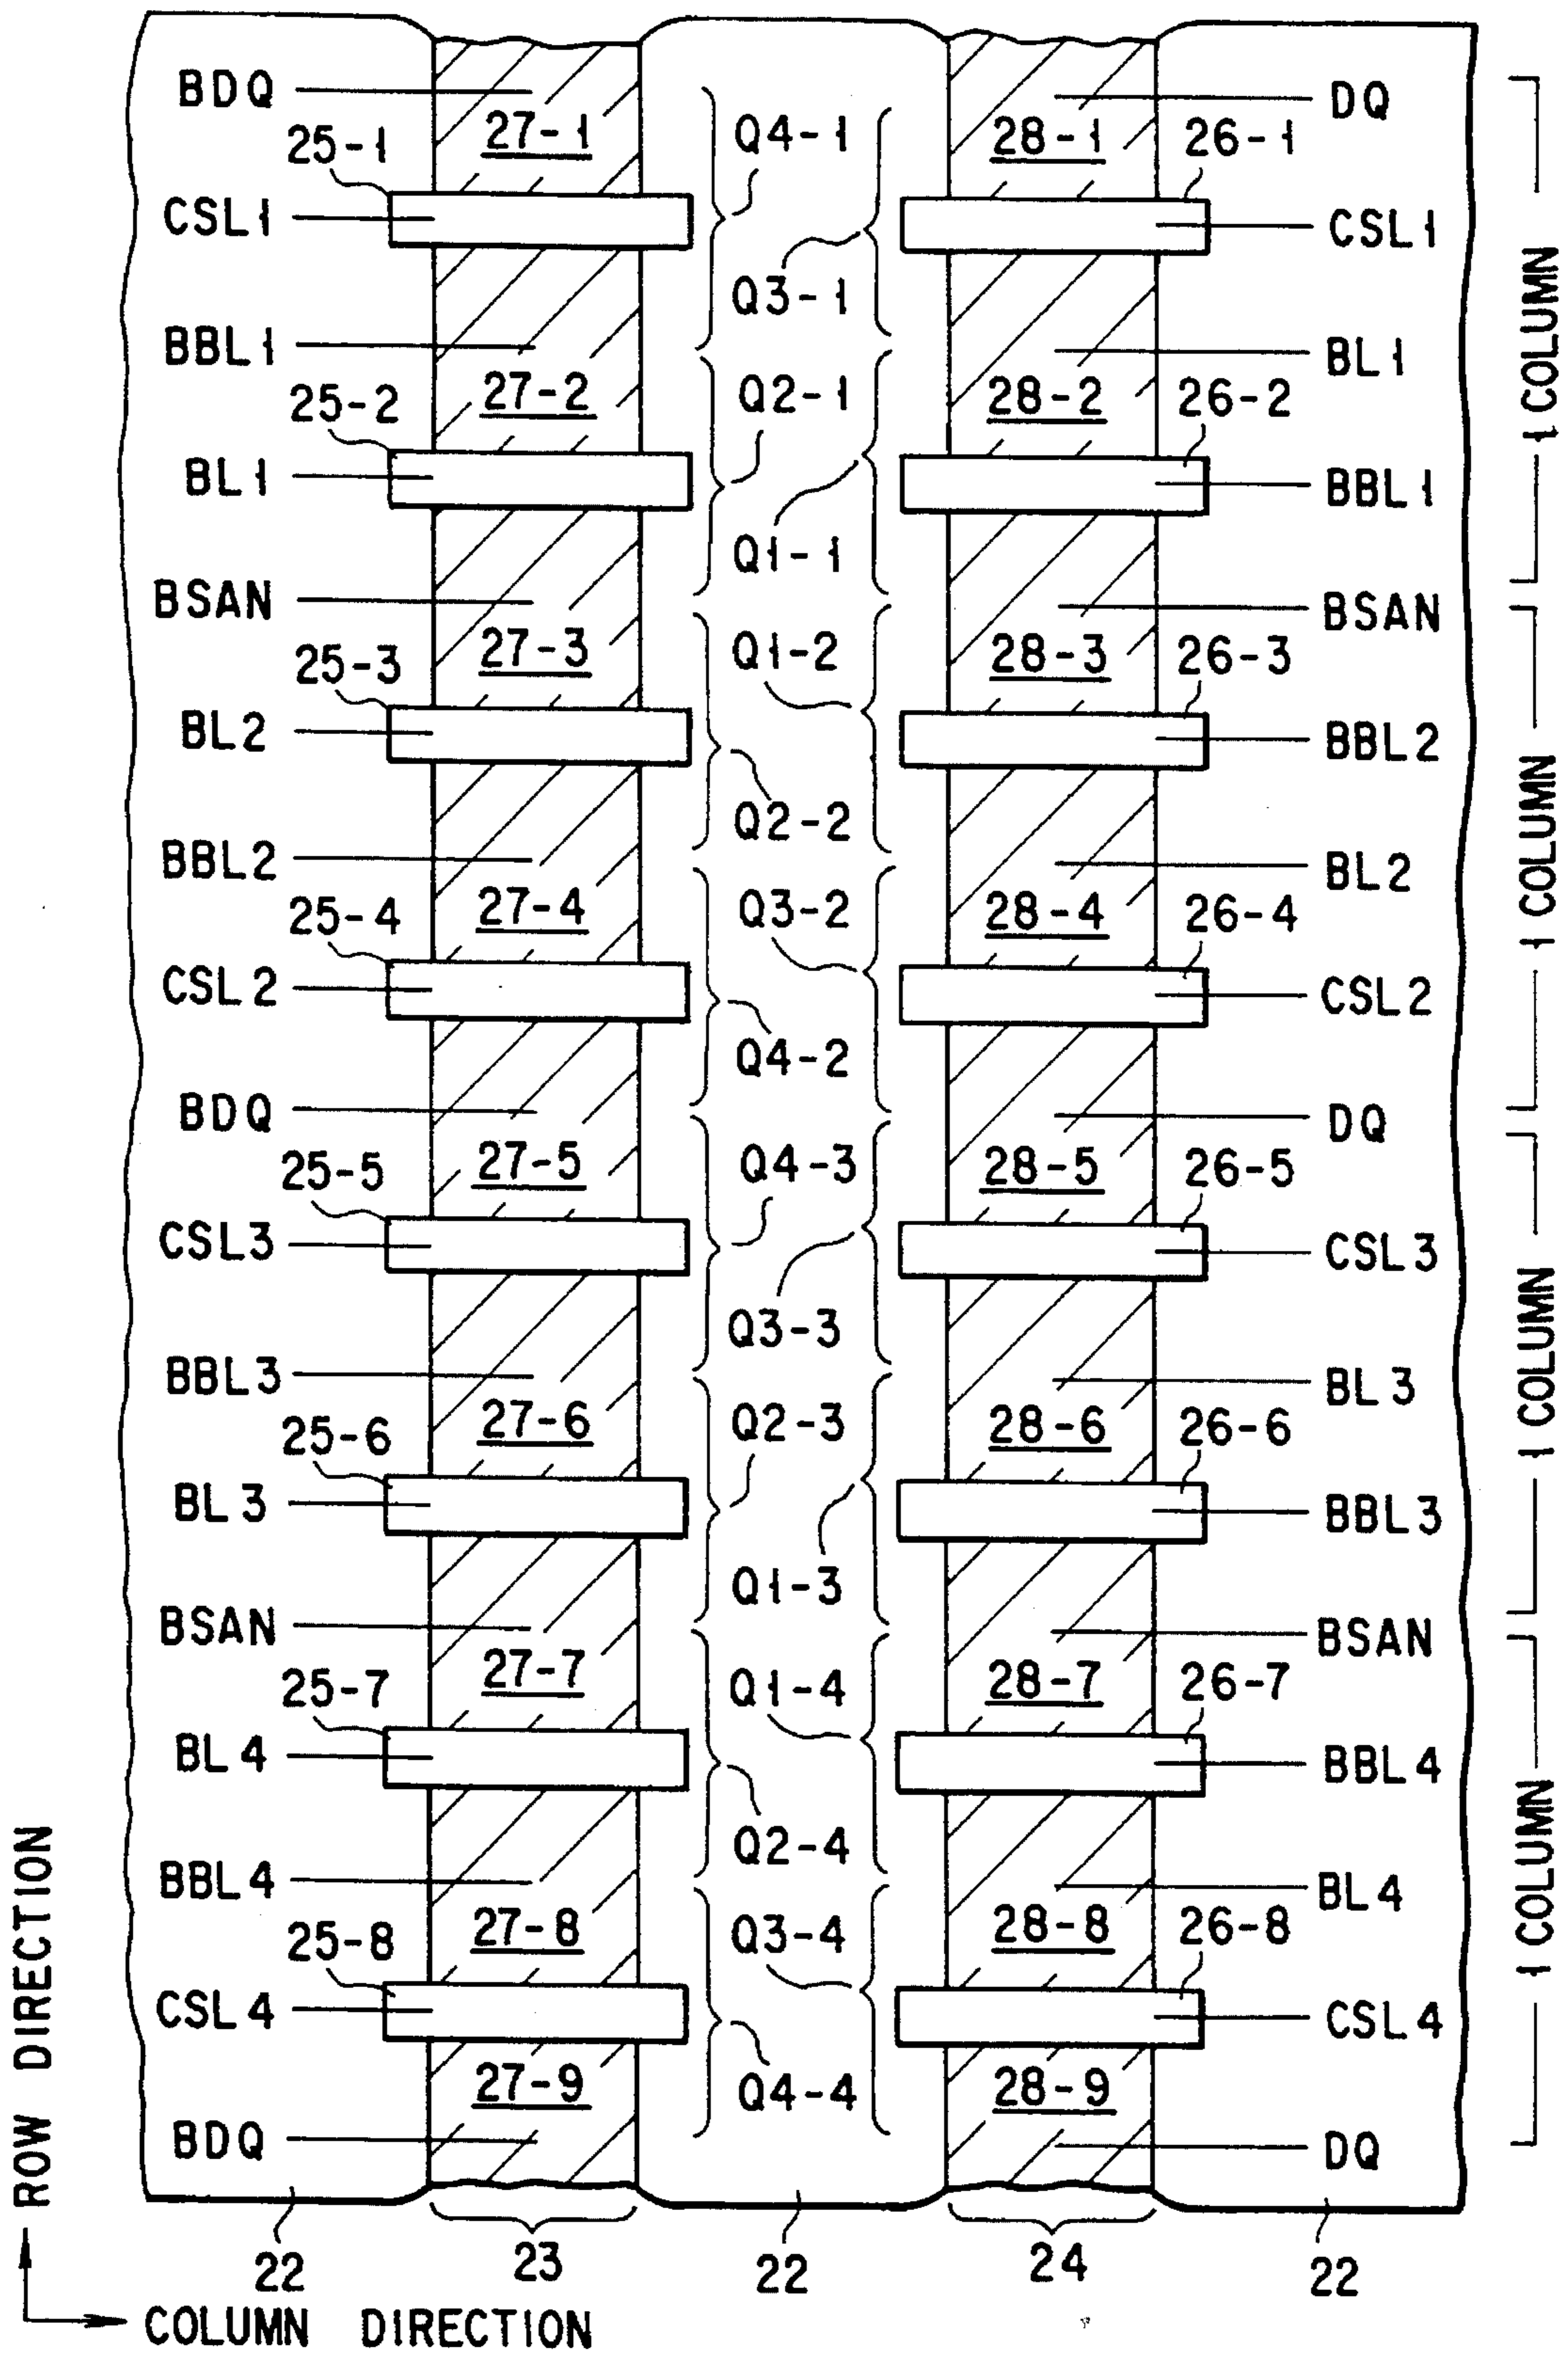 BDQ 27-1 Q4-1 28-1 DQ
25-1 26-1
CSL1 CSL1
Q3-1
BBL1 27-2 28-2 BL1
25-2 Q2-1 26-2
BL1 BBL1
1 COLUMN
Q1-1
BSAN 27-3 28-3 BSAN
25-3 Q1-2 26-3
BL2 BBL2
Q2-2
BBL2 27-4 28-4 BL2
25-4 Q3-2 26-4
1 COLUMN
CSL2 CSL2
Q4-2
BDQ 27-5 28-5 DQ
25-5 Q4-3 26-5
CSL3 CSL3
Q3-3
BBL3 27-6 28-6 BL3
25-6 Q2-3 26-6
1 COLUMN
BL3 BBL3
Q1-3
BSAN 27-7 28-7 BSAN
25-7 Q1-4 26-7
BL4 BBL4
Q2-4
BBL4 27-8 28-8 BL4
25-8 Q3-4 26-8
1 COLUMN
CSL4 CSL4
27-9 Q4-4 28-9
BDQ DQ
22 23 22 24 22
ROW DIRECTION
COLUMN DIRECTION